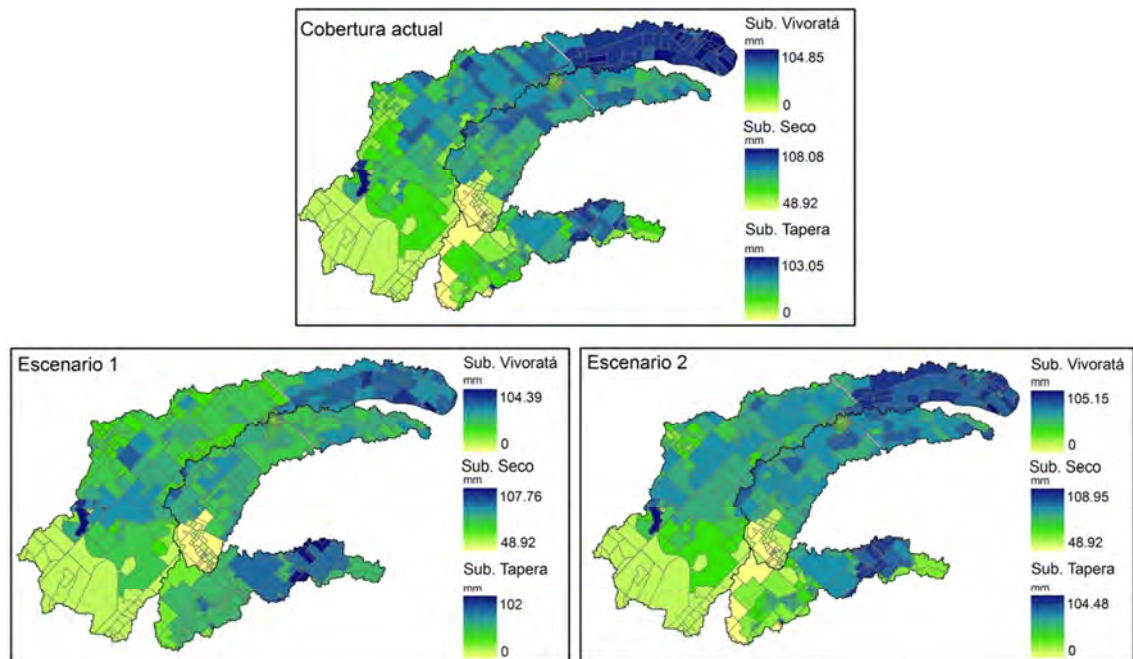 Cobertura actual
Sub. Vivoratá
mm
104.85
0
Sub. Seco
mm
108.08
48.92
Sub. Tapera
mm
103.05
0
Escenario 1
Sub. Vivoratá
mm
104.39
0
Sub. Seco
mm
107.76
48.92
Sub. Tapera
mm
102
0
Escenario 2
Sub. Vivoratá
mm
105.15
0
Sub. Seco
mm
108.95
48.92
Sub. Tapera
mm
104.48
0